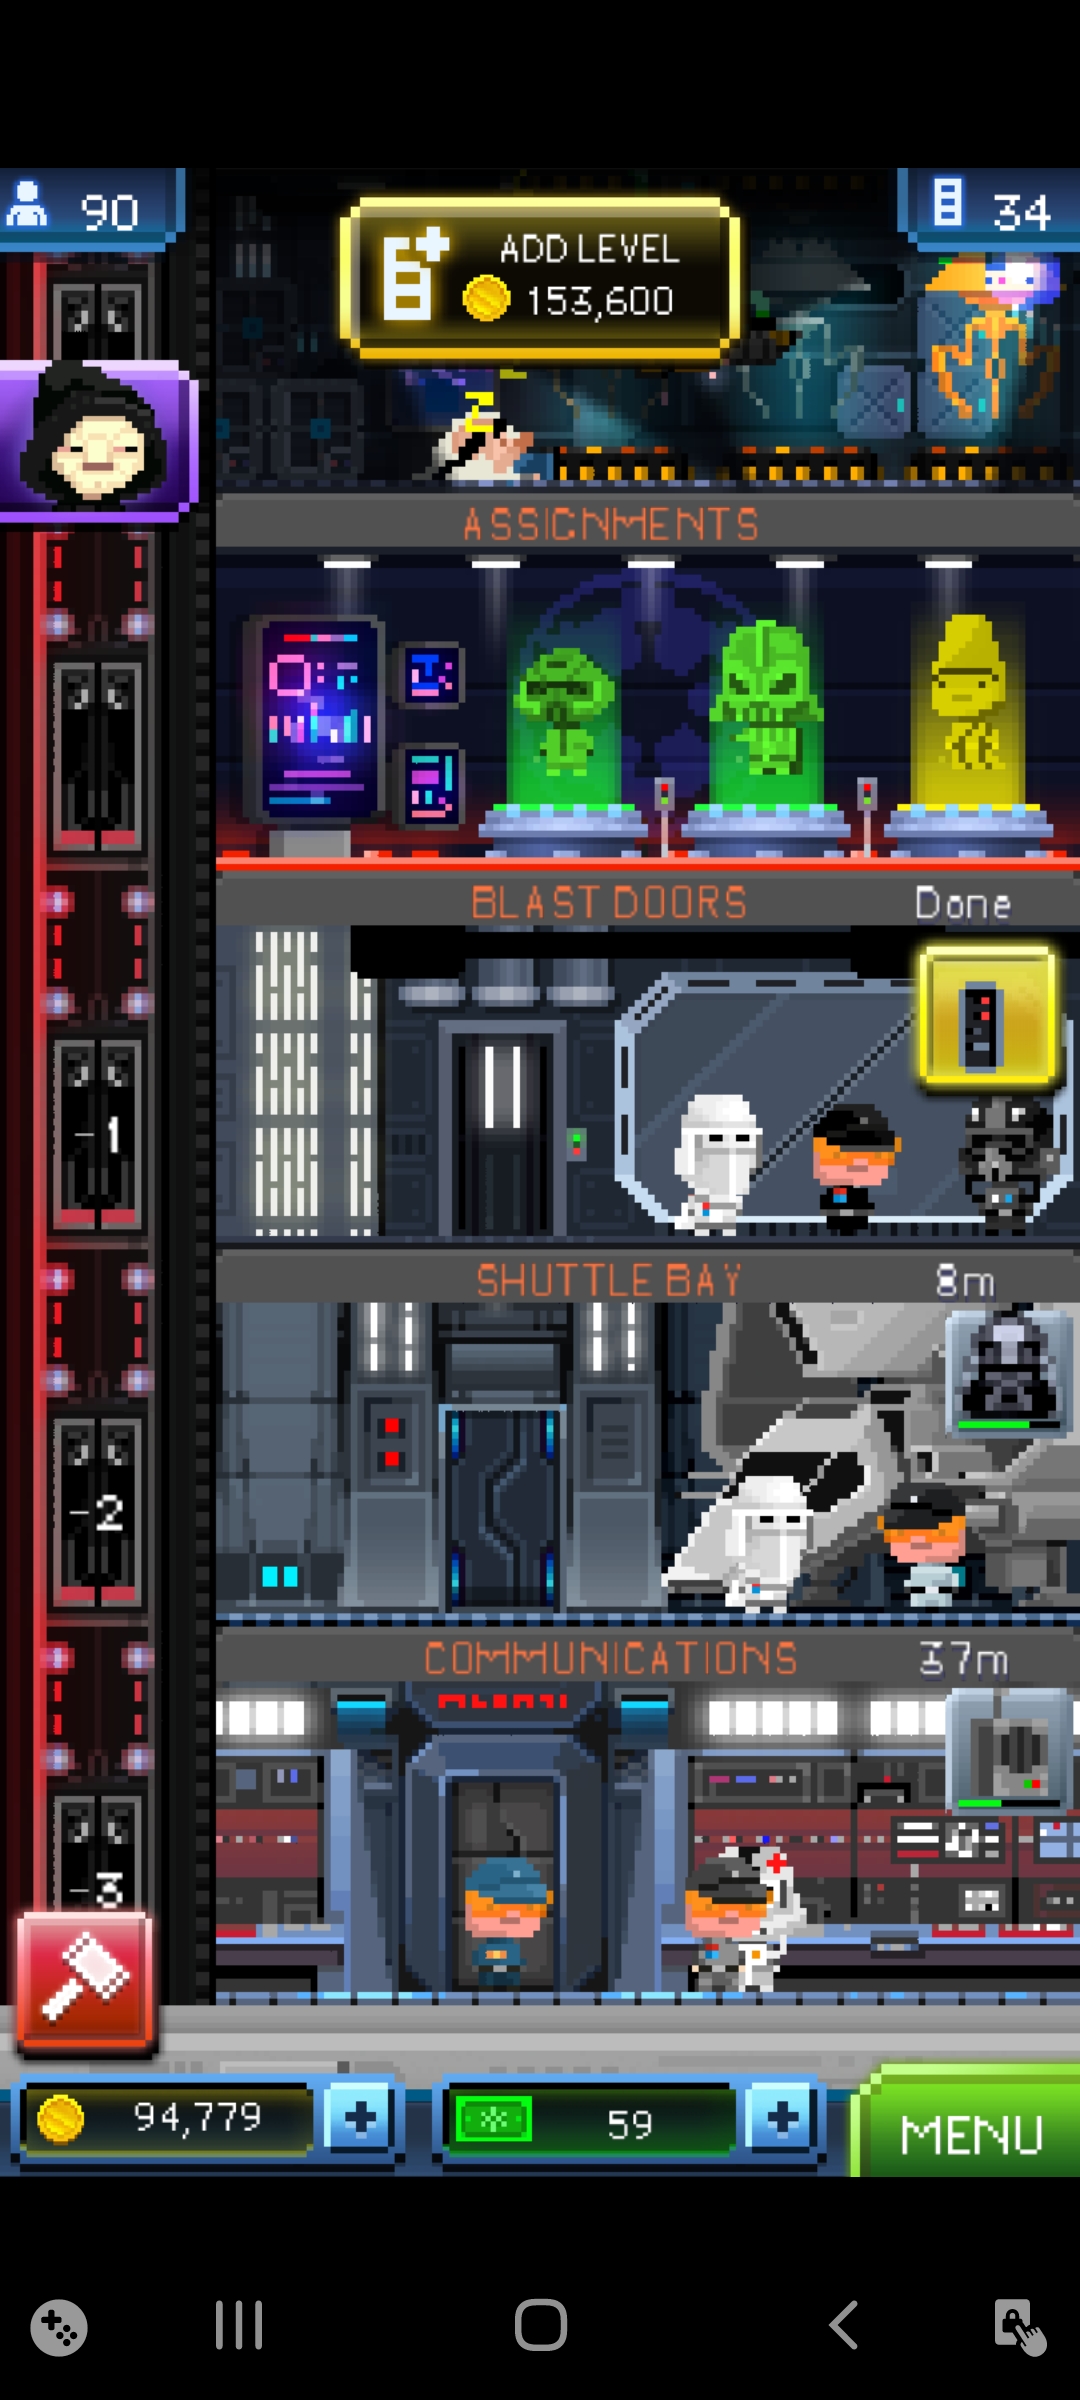 90
ADD LEVEL
153,600
34
ASSIGNMENTS
BLAST DOORS
Done
-1
SHUTTLE BAY
8m
-2
COMMUNICATIONS
37m
-3
94,779
59
MENU